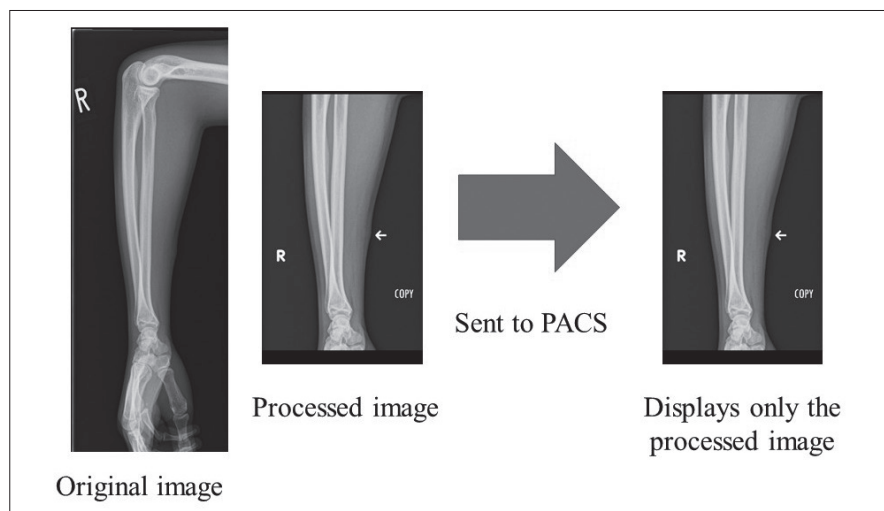 R
R
COPY
Sent to PACS
R
COPY
Processed image
Displays only the
processed image
Original image